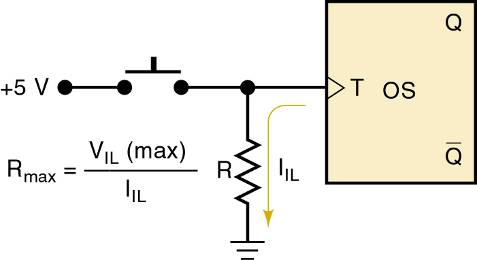 Q
+5 V
T OS
R_max = V_IL (max) / I_IL
R
I_IL
Q̅